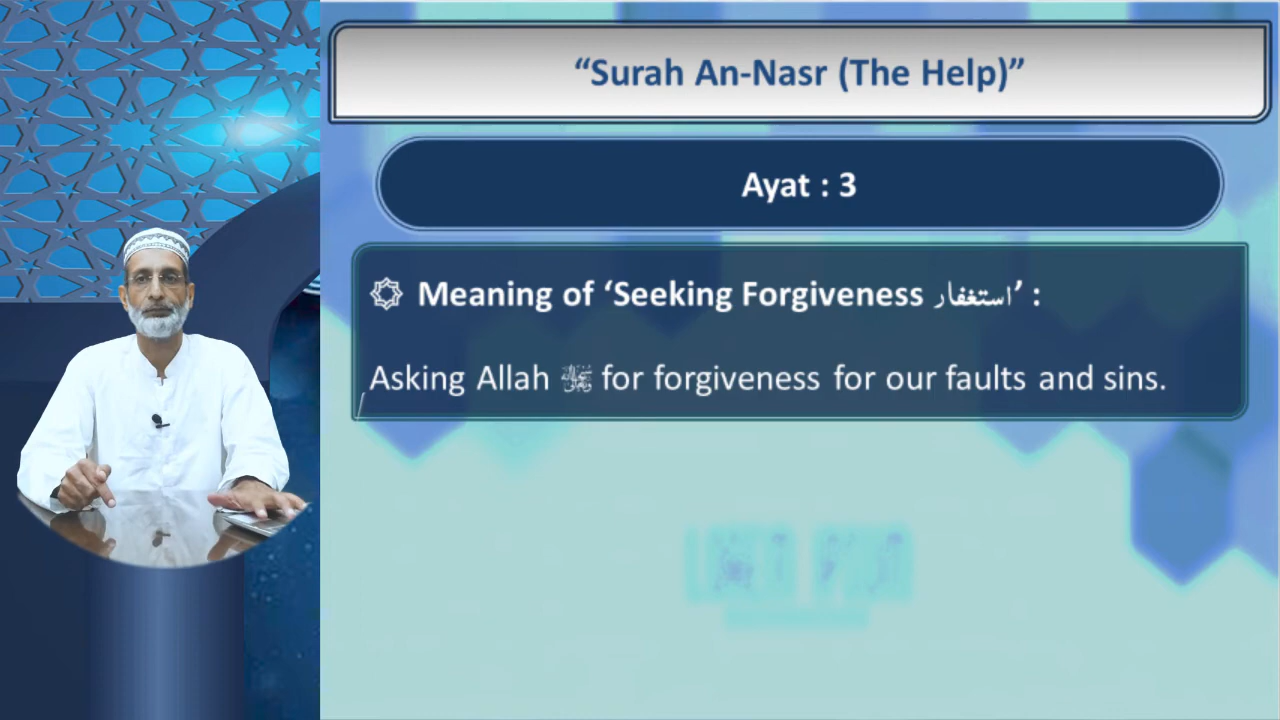 “Surah An-Nasr (The Help)”
Ayat : 3
Meaning of ‘Seeking Forgiveness استغفار’ :
Asking Allah ﷻ for forgiveness for our faults and sins.